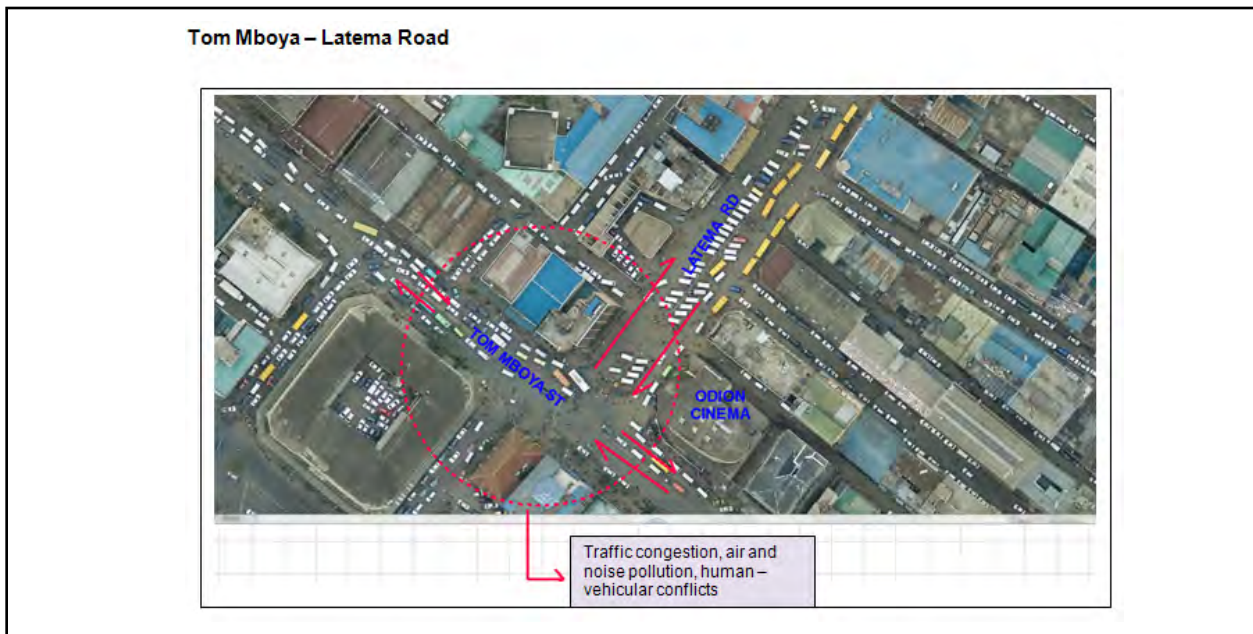 Tom Mboya – Latema Road
LATEMA RD
TOM MBOYA ST
ODION
CINEMA
Traffic congestion, air and
noise pollution, human –
vehicular conflicts